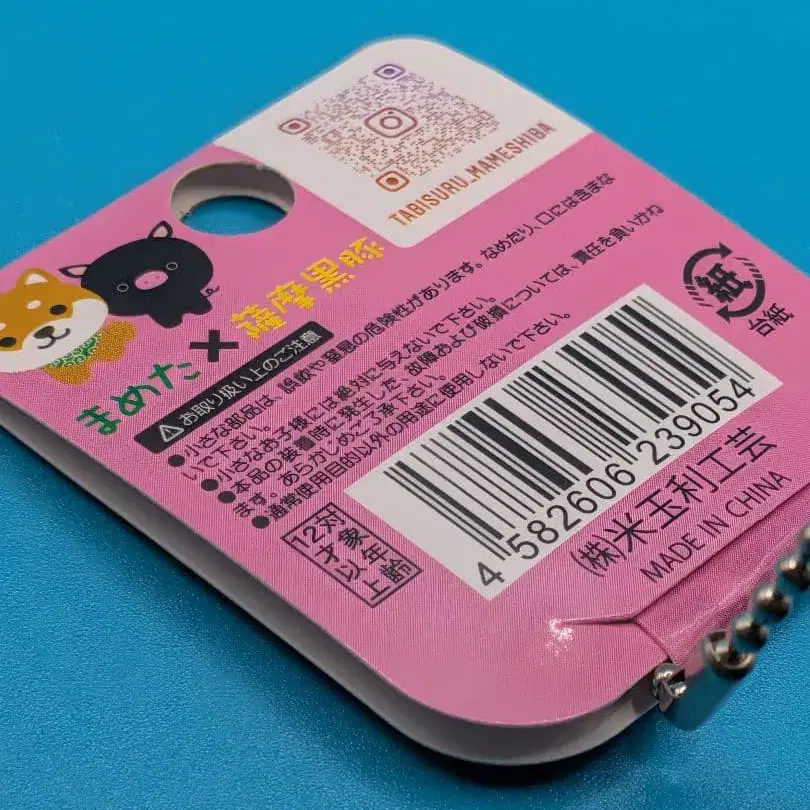 TABISURU_MAMESHIBA
まめた×薩摩黒豚
⚠お取り扱い上のご注意
●小さな部品は、誤飲や窒息の危険性があります。なめたり、口には含まな
いで下さい。
●小さなお子様には絶対に与えないで下さい。
●本品の装着時に発生した、故障および破損については、責任を負いかね
ます。あらかじめご了承下さい。
●通常使用目的以外の用途に使用しないで下さい。
対象年齢
12才以上
4 582606 239054
紙
台紙
(株)米玉利工芸
MADE IN CHINA